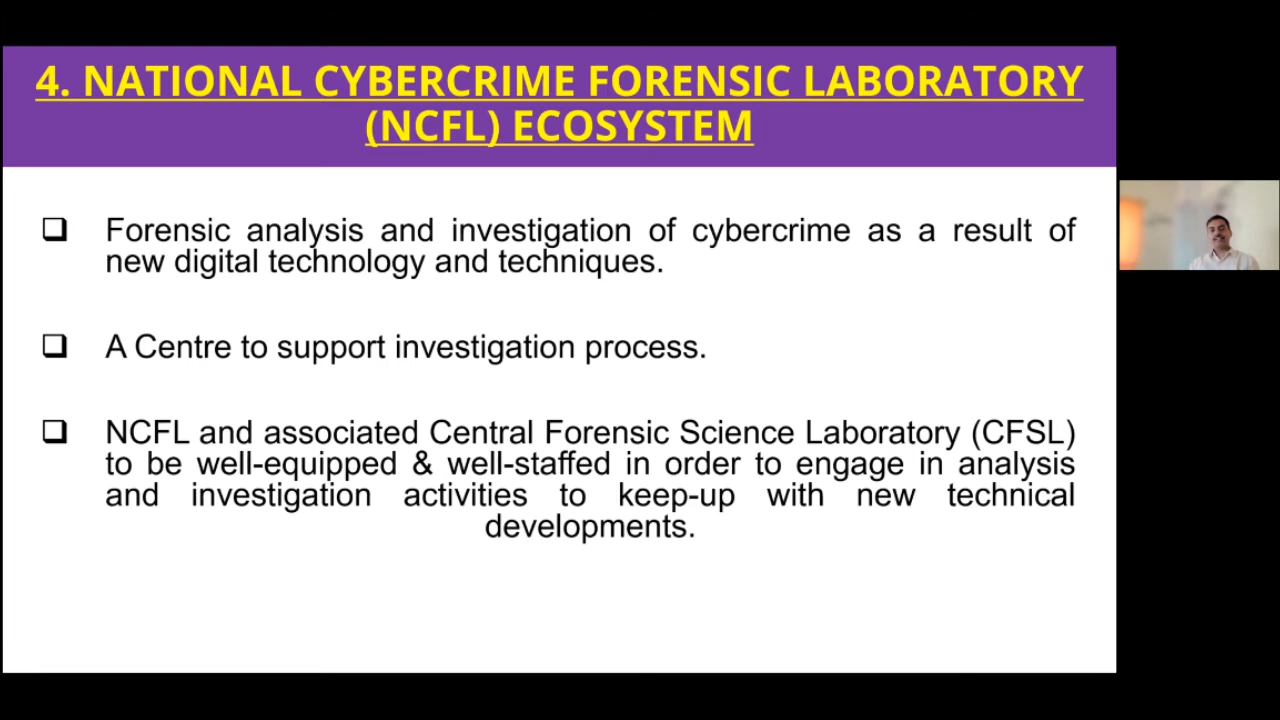 4. NATIONAL CYBERCRIME FORENSIC LABORATORY
(NCFL) ECOSYSTEM
Forensic analysis and investigation of cybercrime as a result of
new digital technology and techniques.
A Centre to support investigation process.
NCFL and associated Central Forensic Science Laboratory (CFSL)
to be well-equipped & well-staffed in order to engage in analysis
and investigation activities to keep-up with new technical
developments.